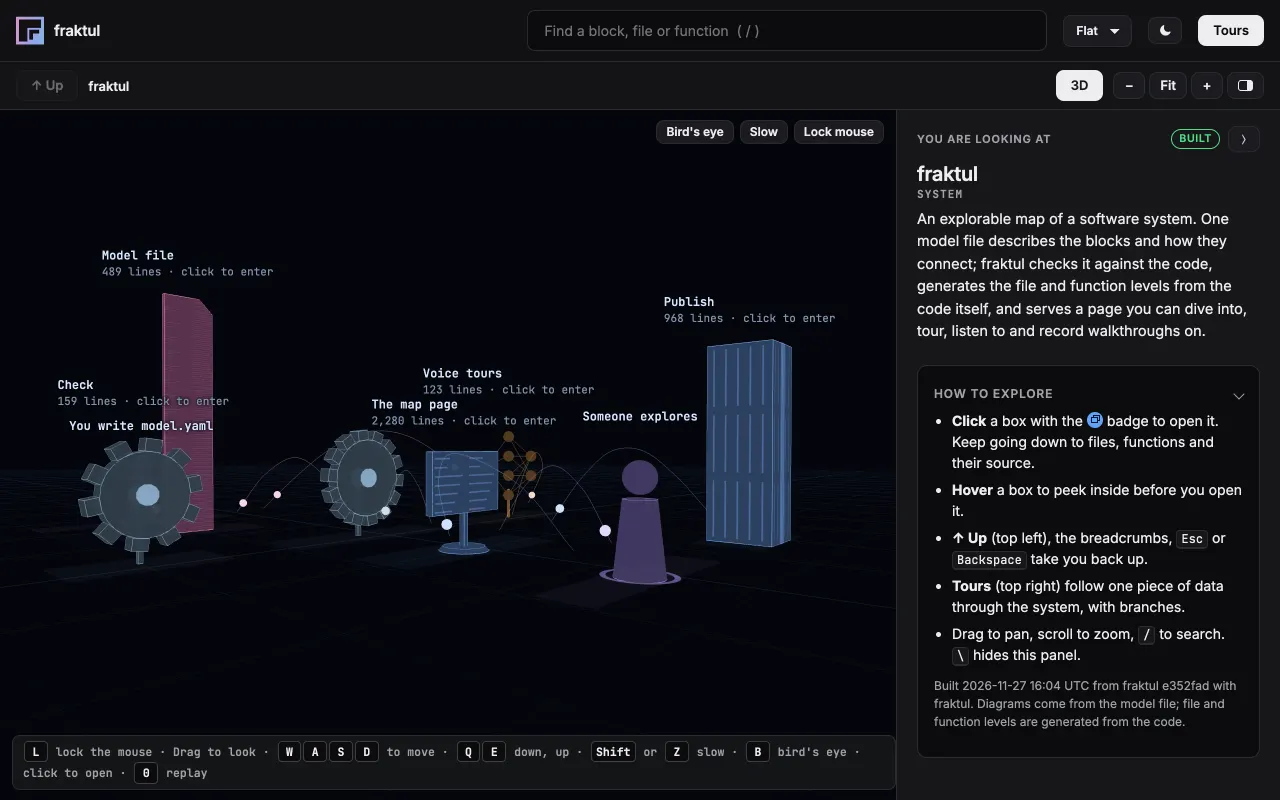 fraktul
Find a block, file or function ( / )
Flat
Tours
↑ Up
fraktul
3D
−
Fit
+
Bird's eye
Slow
Lock mouse
Model file
489 lines · click to enter
Publish
968 lines · click to enter
Voice tours
123 lines · click to enter
Check
159 lines · click to enter
The map page
2,280 lines · click to enter
Someone explores
You write model.yaml
L lock the mouse · Drag to look · W A S D to move · Q E down, up · Shift or Z slow · B bird's eye ·
click to open · 0 replay
YOU ARE LOOKING AT
BUILT
fraktul
SYSTEM
An explorable map of a software system. One
model file describes the blocks and how they
connect; fraktul checks it against the code,
generates the file and function levels from the
code itself, and serves a page you can dive into,
tour, listen to and record walkthroughs on.
HOW TO EXPLORE
• Click a box with the badge to open it.
Keep going down to files, functions and
their source.
• Hover a box to peek inside before you open
it.
• ↑ Up (top left), the breadcrumbs, Esc or
Backspace take you back up.
• Tours (top right) follow one piece of data
through the system, with branches.
• Drag to pan, scroll to zoom, / to search.
\ hides this panel.
Built 2026-11-27 16:04 UTC from fraktul e352fad with
fraktul. Diagrams come from the model file; file and
function levels are generated from the code.